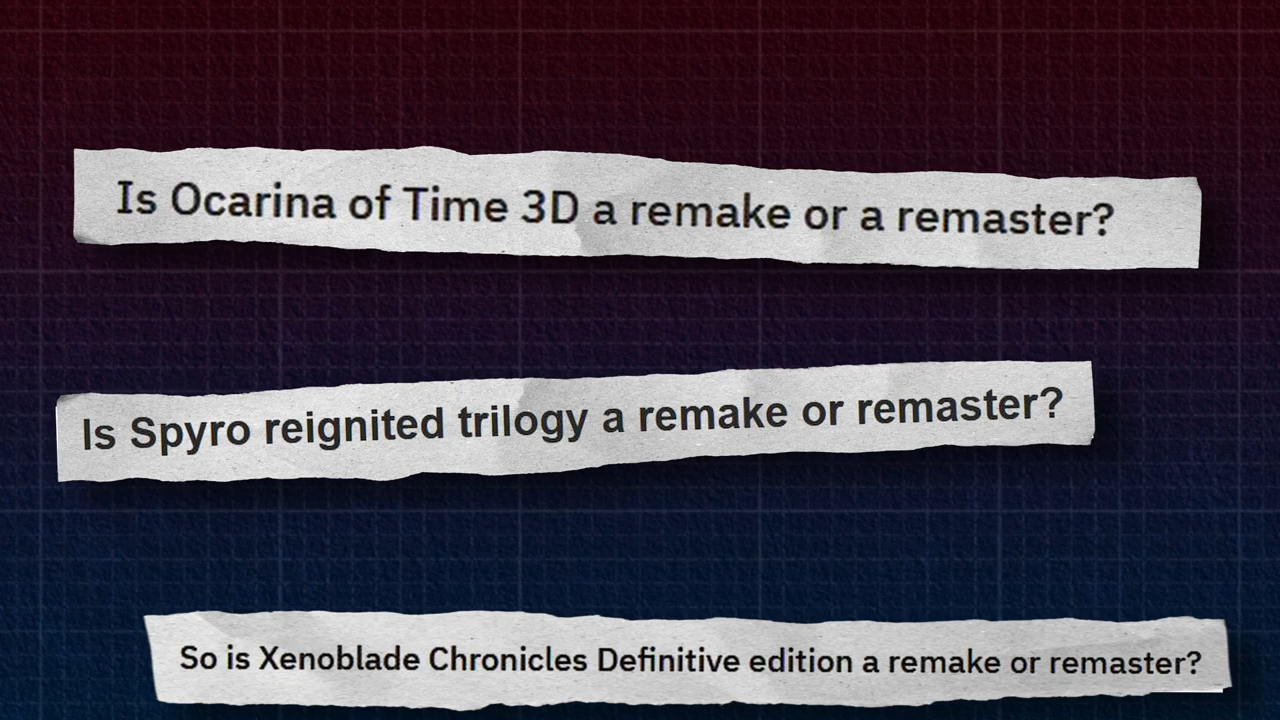 Is Ocarina of Time 3D a remake or a remaster?
Is Spyro reignited trilogy a remake or remaster?
So is Xenoblade Chronicles Definitive edition a remake or remaster?